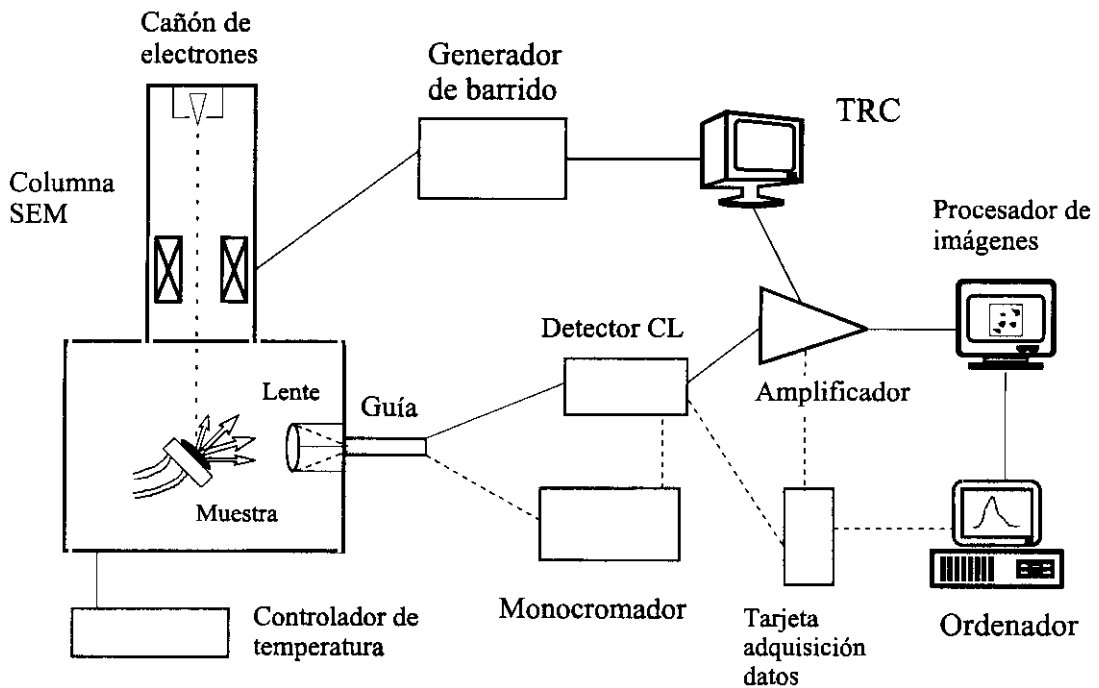 Cañón de
electrones
Generador
de barrido
TRC
Columna
SEM
Procesador de
imágenes
Detector CL
Lente
Guía
Amplificador
Muestra
Monocromador
Controlador de
temperatura
Tarjeta
adquisición
datos
Ordenador